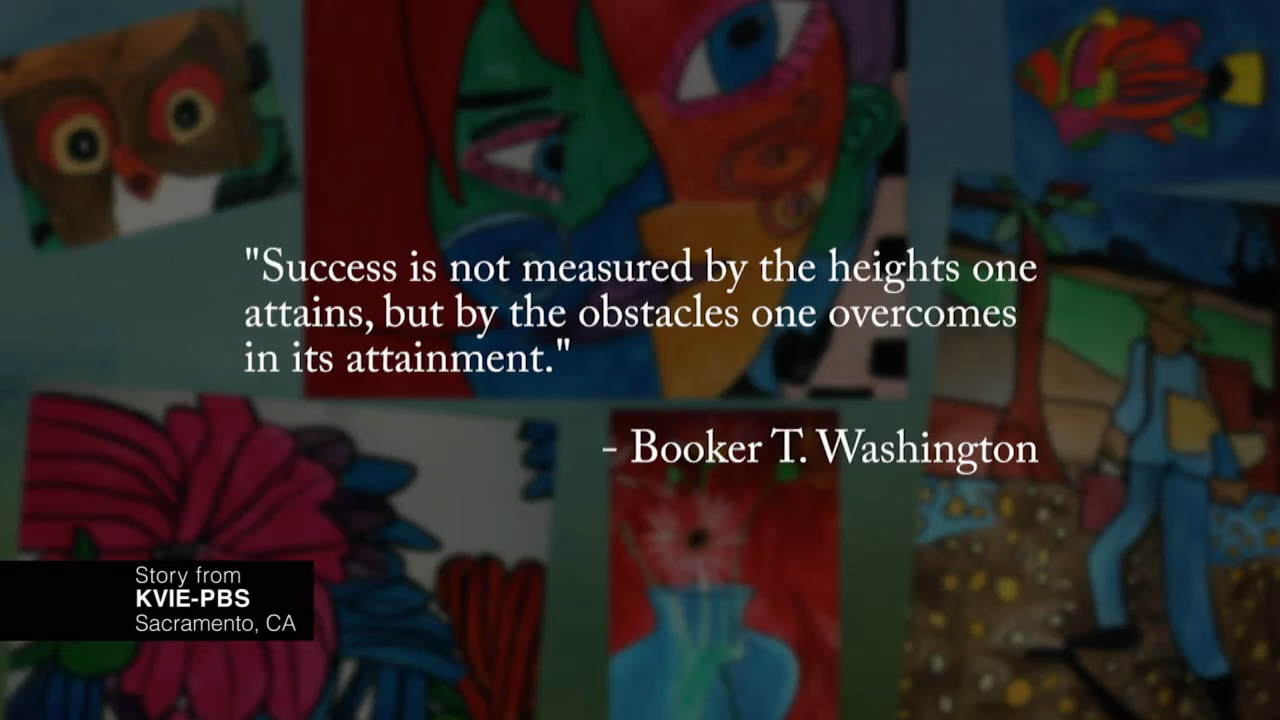 "Success is not measured by the heights one
attains, but by the obstacles one overcomes
in its attainment."
- Booker T. Washington
Story from
KVIE-PBS
Sacramento, CA